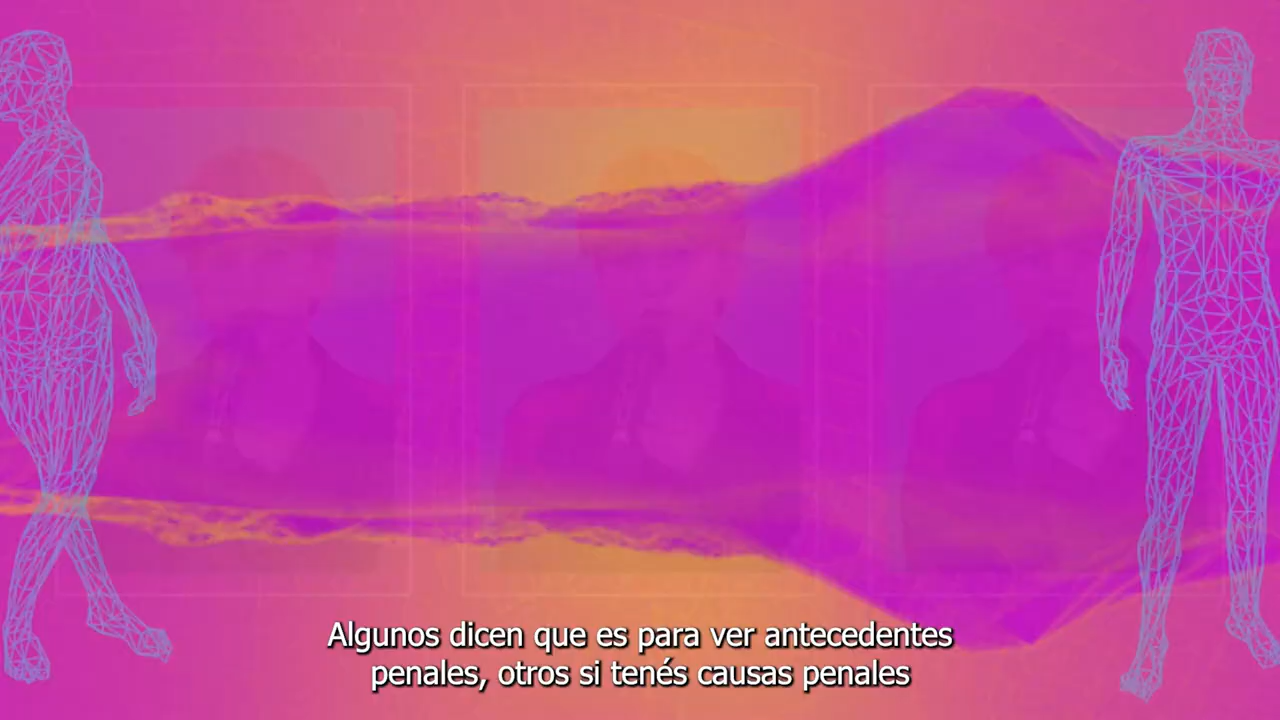 Algunos dicen que es para ver antecedentes
penales, otros si tenés causas penales